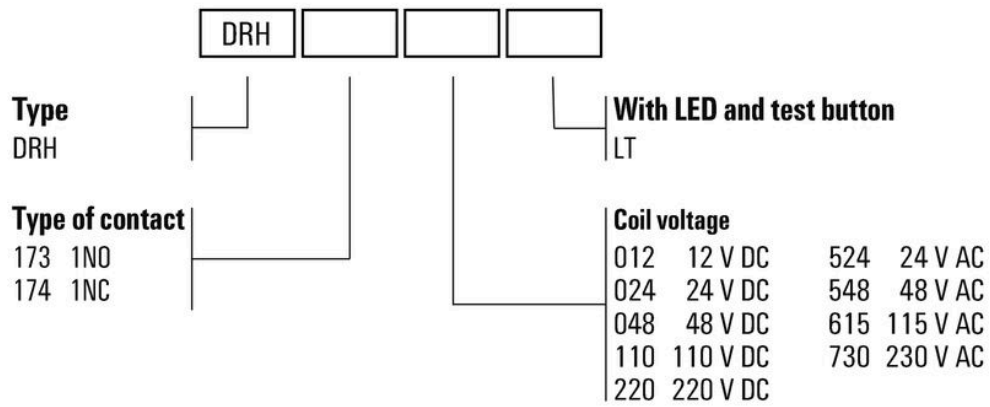 DRH
Type
DRH
With LED and test button
LT
Type of contact
173 1NO
174 1NC
Coil voltage
012 12 V DC 524 24 V AC
024 24 V DC 548 48 V AC
048 48 V DC 615 115 V AC
110 110 V DC 730 230 V AC
220 220 V DC